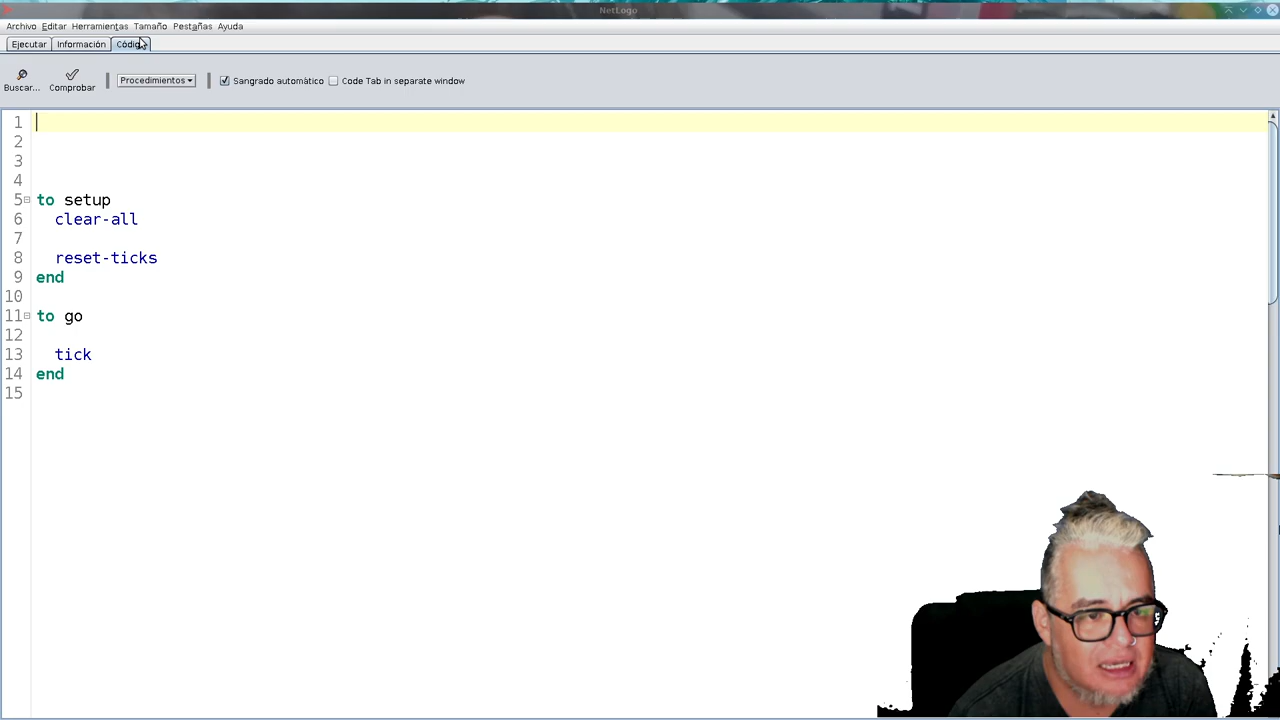 NetLogo
Archivo Editar Herramientas Tamaño Pestañas Ayuda
Ejecutar Información Código
Buscar... Comprobar Procedimientos Sangrado automático Code Tab in separate window
1
2
3
4
5 to setup
6 clear-all
7
8 reset-ticks
9 end
10
11 to go
12
13 tick
14 end
15